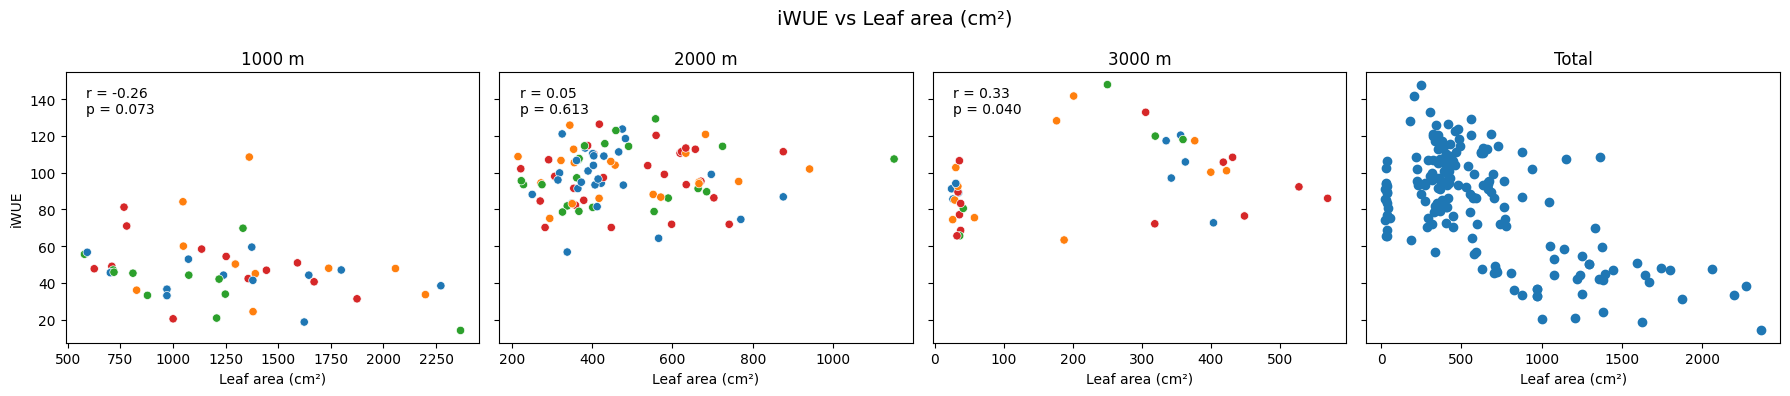 iWUE vs Leaf area (cm²)
1000 m
2000 m
3000 m
Total
r = -0.26
p = 0.073
r = 0.05
p = 0.613
r = 0.33
p = 0.040
iWUE
140
120
100
80
60
40
20
500 750 1000 1250 1500 1750 2000 2250
200 400 600 800 1000
0 100 200 300 400 500
0 500 1000 1500 2000
Leaf area (cm²)
Leaf area (cm²)
Leaf area (cm²)
Leaf area (cm²)